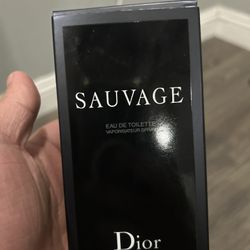 SAUVAGE
EAU DE TOILETTE
VAPORISATEUR SPRAY
Dior